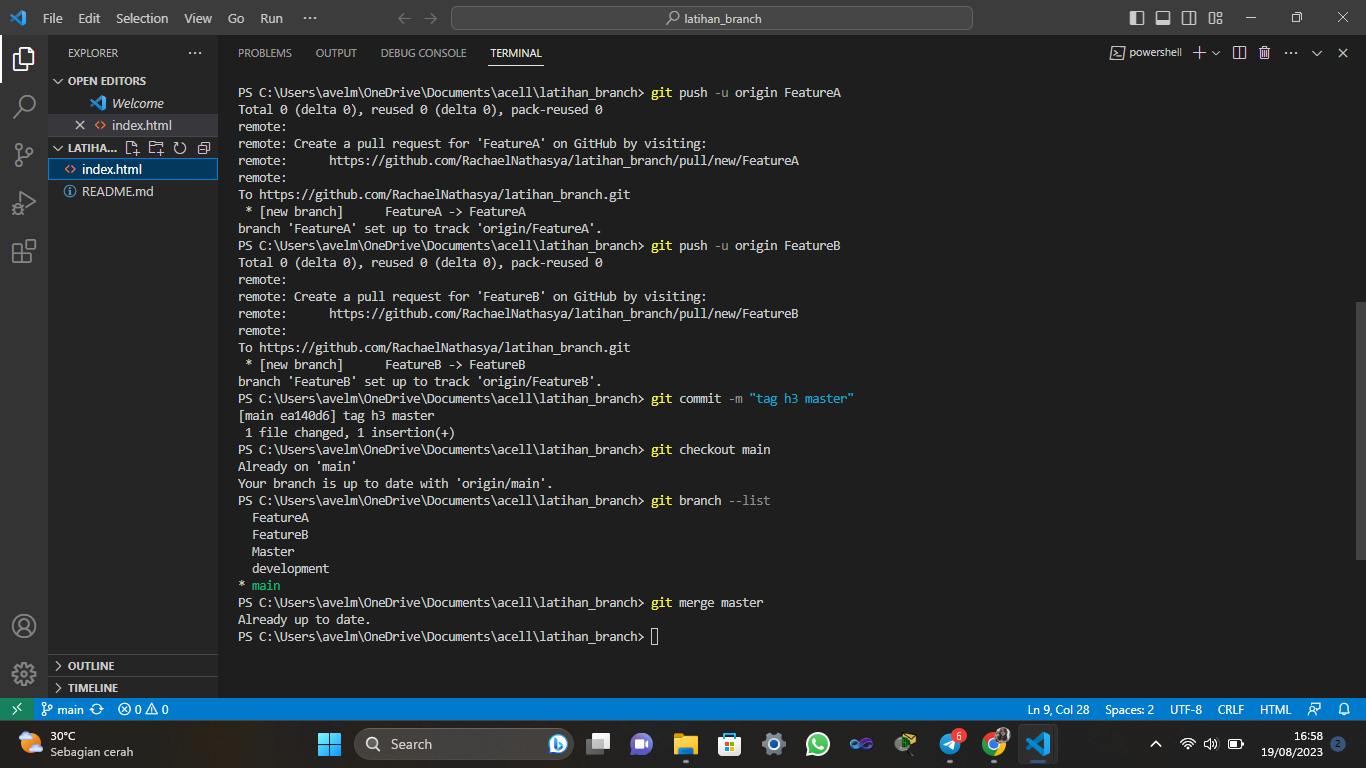 File Edit Selection View Go Run ··· latihan_branch
EXPLORER ···
OPEN EDITORS
Welcome
index.html
LATIHA...
index.html
README.md
OUTLINE
TIMELINE
PROBLEMS OUTPUT DEBUG CONSOLE TERMINAL powershell
PS C:\Users\avelm\OneDrive\Documents\acell\latihan_branch> git push -u origin FeatureA
Total 0 (delta 0), reused 0 (delta 0), pack-reused 0
remote:
remote: Create a pull request for 'FeatureA' on GitHub by visiting:
remote:      https://github.com/RachaelNathasya/latihan_branch/pull/new/FeatureA
remote:
To https://github.com/RachaelNathasya/latihan_branch.git
 * [new branch]      FeatureA -> FeatureA
branch 'FeatureA' set up to track 'origin/FeatureA'.
PS C:\Users\avelm\OneDrive\Documents\acell\latihan_branch> git push -u origin FeatureB
Total 0 (delta 0), reused 0 (delta 0), pack-reused 0
remote:
remote: Create a pull request for 'FeatureB' on GitHub by visiting:
remote:      https://github.com/RachaelNathasya/latihan_branch/pull/new/FeatureB
remote:
To https://github.com/RachaelNathasya/latihan_branch.git
 * [new branch]      FeatureB -> FeatureB
branch 'FeatureB' set up to track 'origin/FeatureB'.
PS C:\Users\avelm\OneDrive\Documents\acell\latihan_branch> git commit -m "tag h3 master"
[main ea140d6] tag h3 master
 1 file changed, 1 insertion(+)
PS C:\Users\avelm\OneDrive\Documents\acell\latihan_branch> git checkout main
Already on 'main'
Your branch is up to date with 'origin/main'.
PS C:\Users\avelm\OneDrive\Documents\acell\latihan_branch> git branch --list
  FeatureA
  FeatureB
  Master
  development
* main
PS C:\Users\avelm\OneDrive\Documents\acell\latihan_branch> git merge master
Already up to date.
PS C:\Users\avelm\OneDrive\Documents\acell\latihan_branch>
main 0 0 Ln 9, Col 28 Spaces: 2 UTF-8 CRLF HTML
30°C
Sebagian cerah
Search
6
16:58
19/08/2023
2